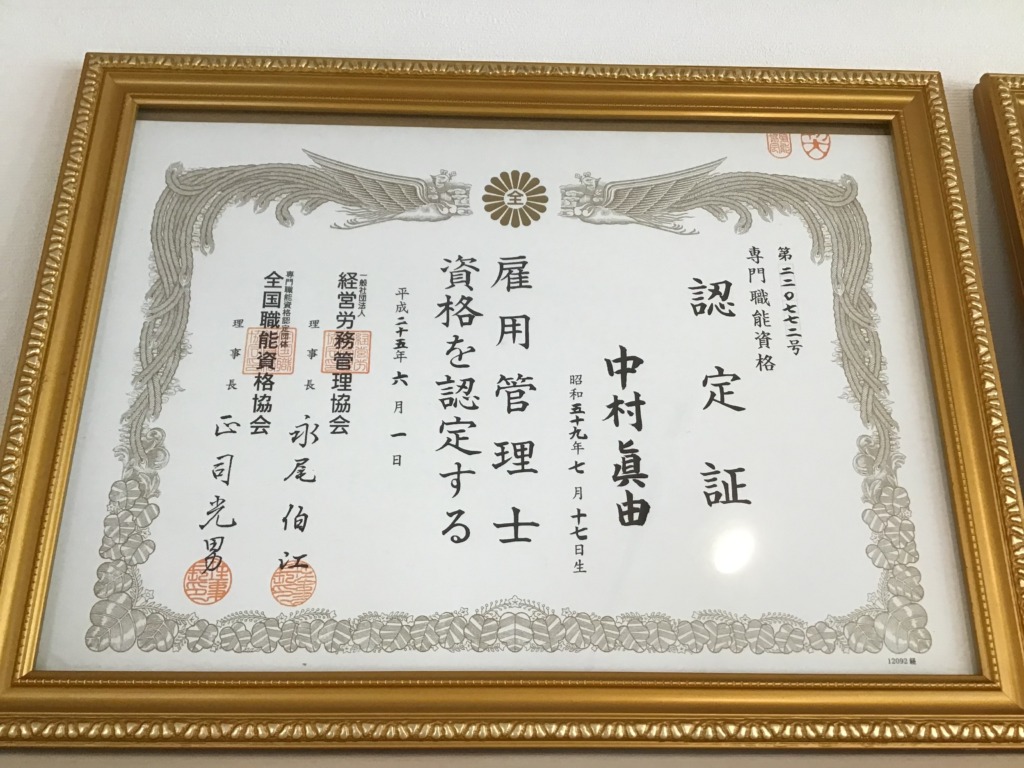 全
第二二〇七七二号
専門職能資格
認定証
中村眞由
昭和五十九年七月十七日生
雇用管理士
資格を認定する
平成二十五年六月一日
一般社団法人
経営労務管理協会
理事長 永尾伯江
専門職能資格認定団体
全国職能資格協会
理事長 正司光男
12092